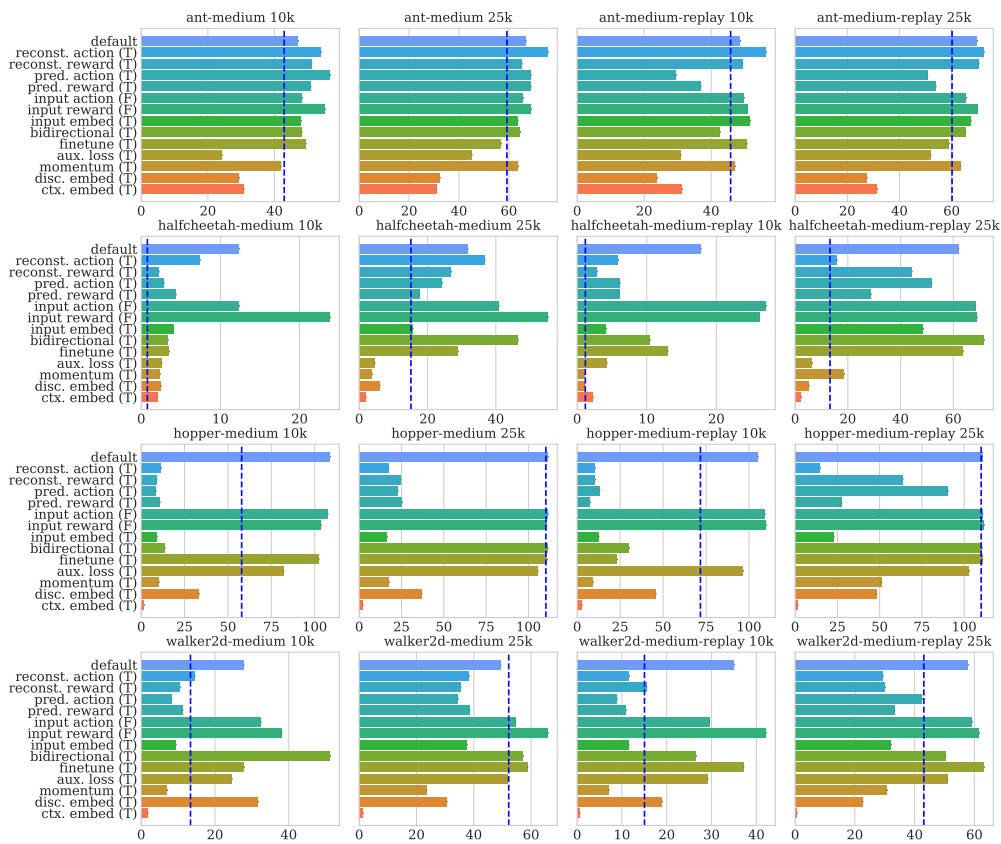 ant-medium 10k
ant-medium 25k
ant-medium-replay 10k
ant-medium-replay 25k
default
reconst. action (T)
reconst. reward (T)
pred. action (T)
pred. reward (T)
input action (F)
input reward (F)
input embed (T)
bidirectional (T)
finetune (T)
aux. loss (T)
momentum (T)
disc. embed (T)
ctx. embed (T)
0 20 40
0 20 40 60
0 20 40
0 20 40 60
halfcheetah-medium 10k
halfcheetah-medium 25k
halfcheetah-medium-replay 10k
halfcheetah-medium-replay 25k
default
reconst. action (T)
reconst. reward (T)
pred. action (T)
pred. reward (T)
input action (F)
input reward (F)
input embed (T)
bidirectional (T)
finetune (T)
aux. loss (T)
momentum (T)
disc. embed (T)
ctx. embed (T)
0 10 20
0 20 40
0 10 20
0 20 40 60
hopper-medium 10k
hopper-medium 25k
hopper-medium-replay 10k
hopper-medium-replay 25k
default
reconst. action (T)
reconst. reward (T)
pred. action (T)
pred. reward (T)
input action (F)
input reward (F)
input embed (T)
bidirectional (T)
finetune (T)
aux. loss (T)
momentum (T)
disc. embed (T)
ctx. embed (T)
0 25 50 75 100
0 25 50 75 100
0 25 50 75 100
0 25 50 75 100
walker2d-medium 10k
walker2d-medium 25k
walker2d-medium-replay 10k
walker2d-medium-replay 25k
default
reconst. action (T)
reconst. reward (T)
pred. action (T)
pred. reward (T)
input action (F)
input reward (F)
input embed (T)
bidirectional (T)
finetune (T)
aux. loss (T)
momentum (T)
disc. embed (T)
ctx. embed (T)
0 20 40
0 20 40 60
0 10 20 30 40
0 20 40 60